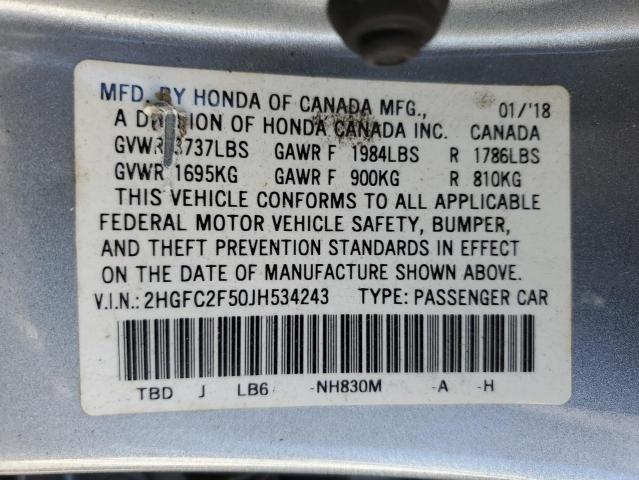 MFD. BY HONDA OF CANADA MFG., 01/'18
A DIVISION OF HONDA CANADA INC. CANADA
GVWR 3737LBS GAWR F 1984LBS R 1786LBS
GVWR 1695KG GAWR F 900KG R 810KG
THIS VEHICLE CONFORMS TO ALL APPLICABLE
FEDERAL MOTOR VEHICLE SAFETY, BUMPER,
AND THEFT PREVENTION STANDARDS IN EFFECT
ON THE DATE OF MANUFACTURE SHOWN ABOVE.
V.I.N.: 2HGFC2F50JH534243 TYPE: PASSENGER CAR
TBD J LB6 -NH830M -A -H